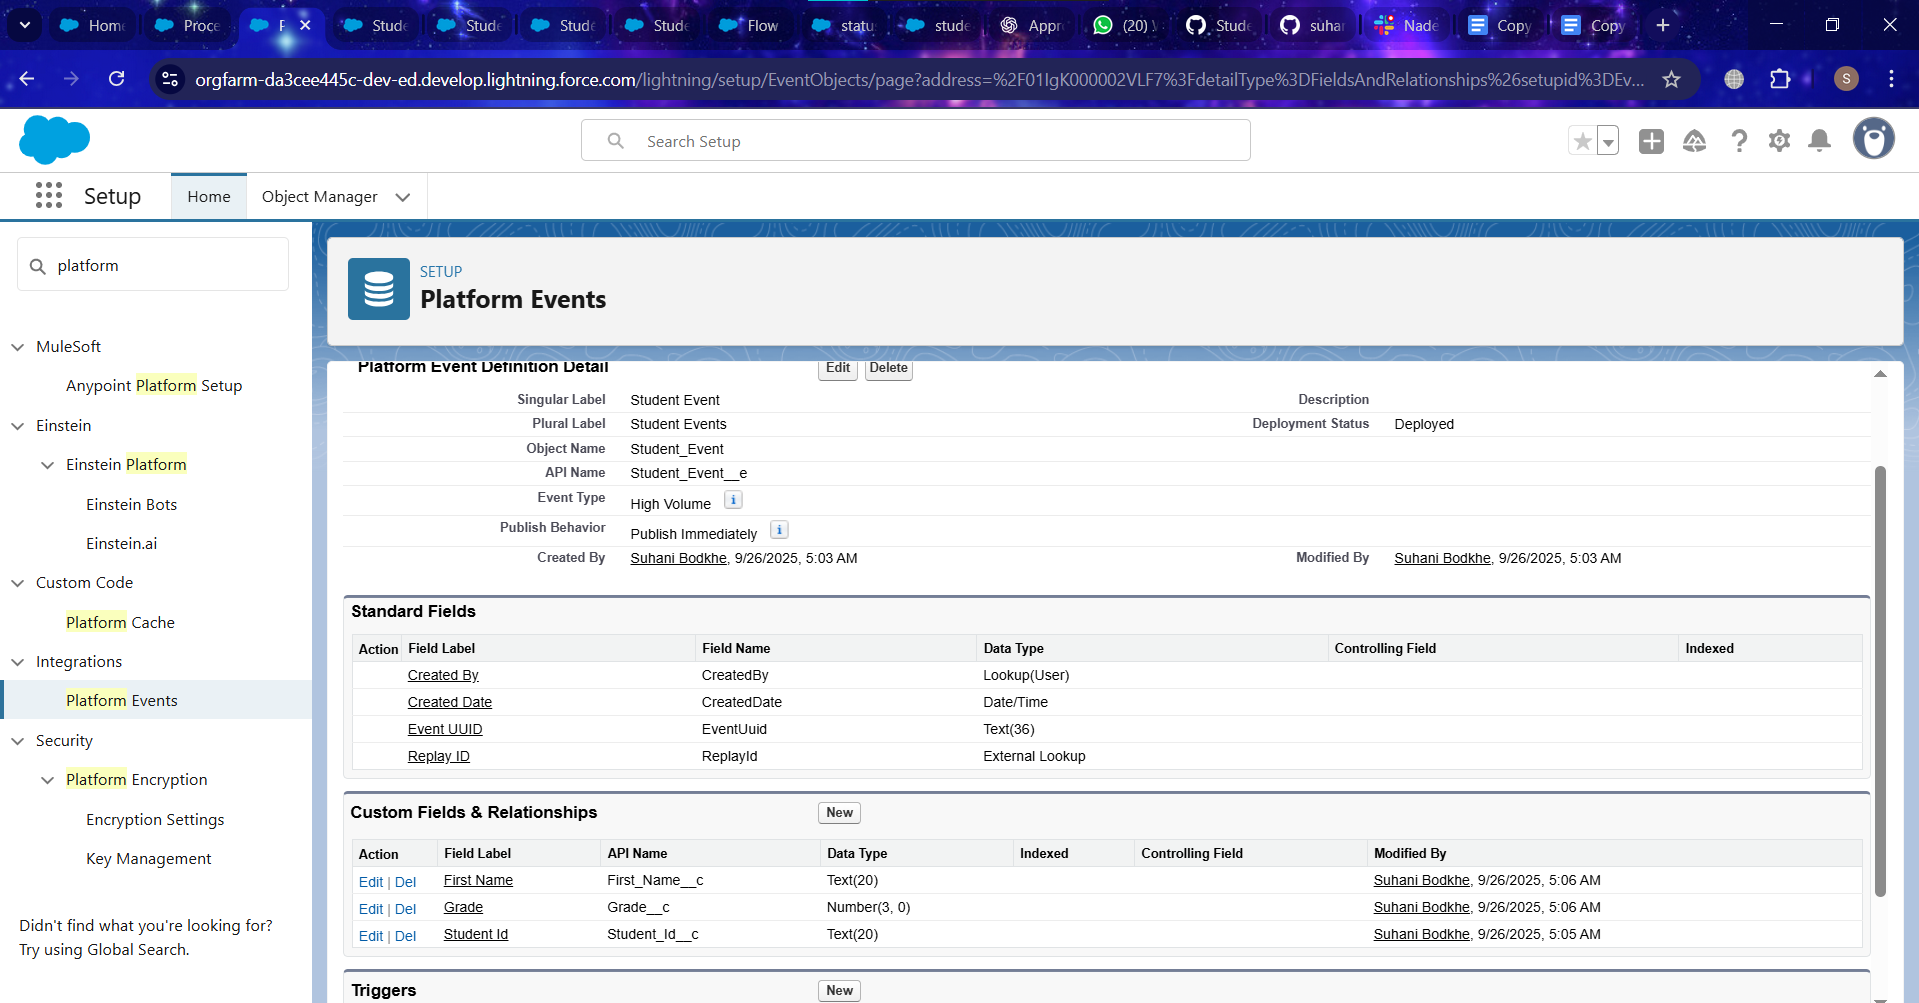 Home
Proce
Stude
Stude
Stude
Stude
Flow
statu
stude
Appro
(20)
Stude
suhan
Nade
Copy
Copy
orgfarm-da3cee445c-dev-ed.develop.lightning.force.com/lightning/setup/EventObjects/page?address=%2F01IgK000002VLF7%3FdetailType%3DFieldsAndRelationships%26setupid%3DEv...
S
Search Setup
Setup
Home
Object Manager
platform
MuleSoft
Anypoint Platform Setup
Einstein
Einstein Platform
Einstein Bots
Einstein.ai
Custom Code
Platform Cache
Integrations
Platform Events
Security
Platform Encryption
Encryption Settings
Key Management
Didn't find what you're looking for?
Try using Global Search.
SETUP
Platform Events
Platform Event Definition Detail Edit Delete
Singular Label Student Event Description
Plural Label Student Events Deployment Status Deployed
Object Name Student_Event
API Name Student_Event__e
Event Type High Volume i
Publish Behavior Publish Immediately i
Created By Suhani Bodkhe, 9/26/2025, 5:03 AM Modified By Suhani Bodkhe, 9/26/2025, 5:03 AM
Standard Fields
Action Field Label Field Name Data Type Controlling Field Indexed
Created By CreatedBy Lookup(User)
Created Date CreatedDate Date/Time
Event UUID EventUuid Text(36)
Replay ID ReplayId External Lookup
Custom Fields & Relationships New
Action Field Label API Name Data Type Indexed Controlling Field Modified By
Edit | Del First Name First_Name__c Text(20) Suhani Bodkhe, 9/26/2025, 5:06 AM
Edit | Del Grade Grade__c Number(3, 0) Suhani Bodkhe, 9/26/2025, 5:06 AM
Edit | Del Student Id Student_Id__c Text(20) Suhani Bodkhe, 9/26/2025, 5:05 AM
Triggers New